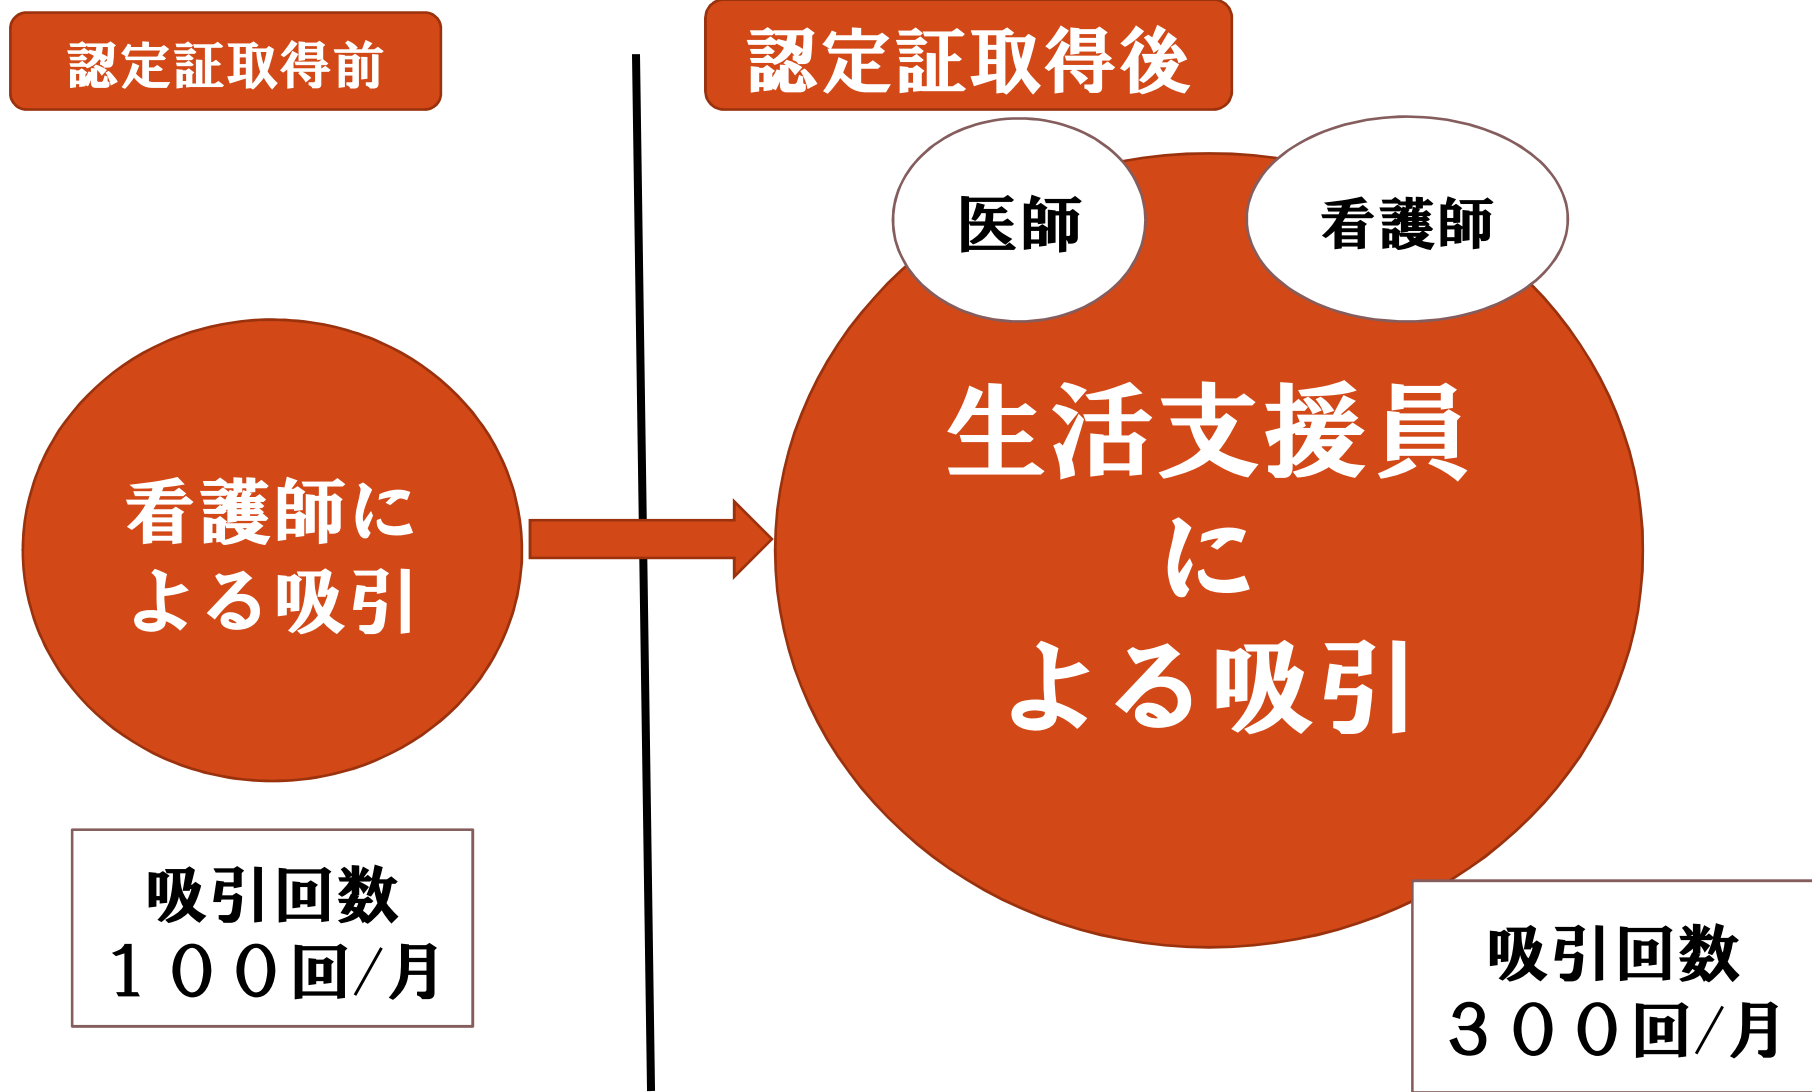 認定証取得前
看護師に
よる吸引
吸引回数
１００回/月
認定証取得後
医師
看護師
生活支援員
に
よる吸引
吸引回数
３００回/月